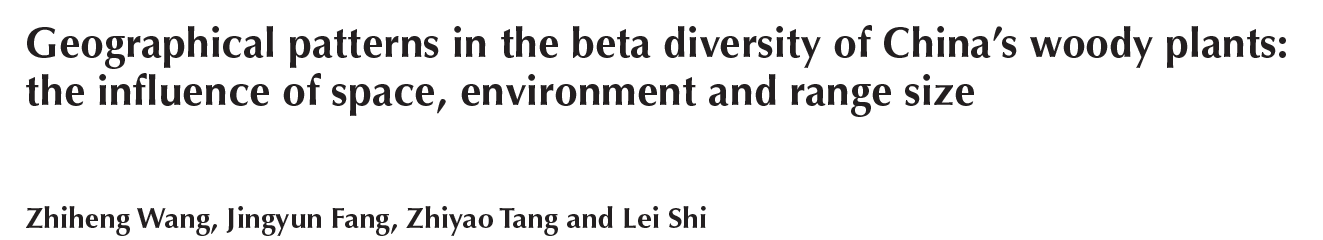 Geographical patterns in the beta diversity of China’s woody plants:
the influence of space, environment and range size
Zhiheng Wang, Jingyun Fang, Zhiyao Tang and Lei Shi